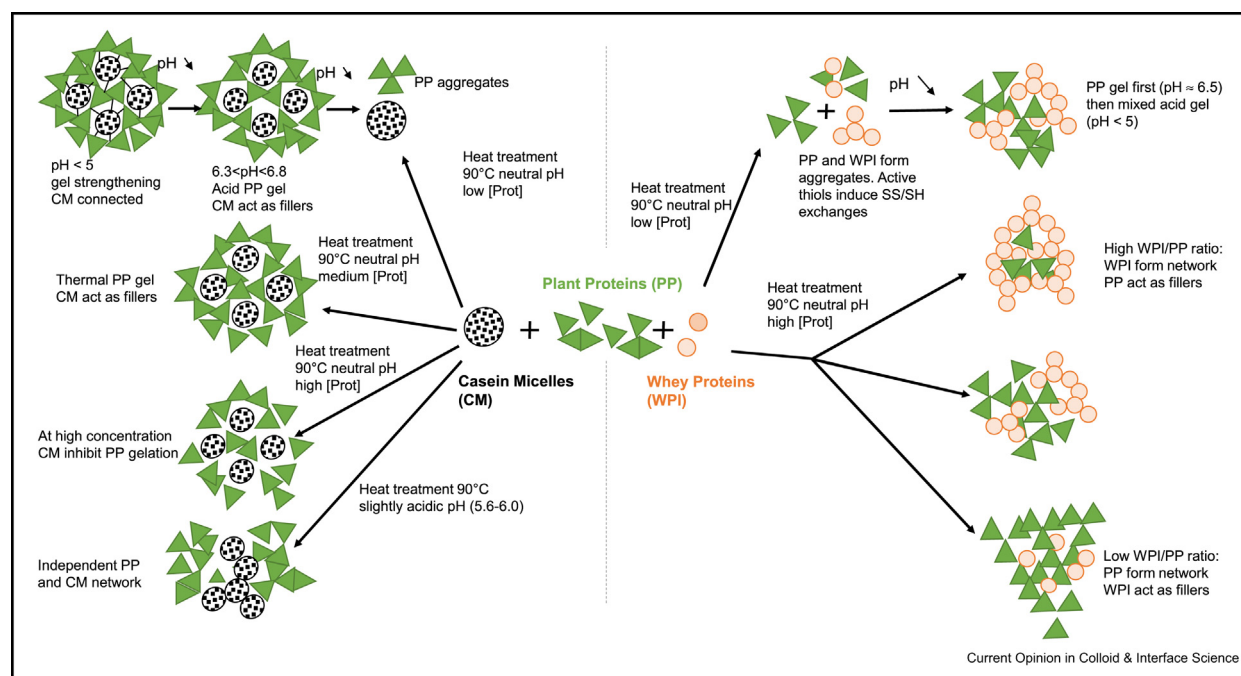 pH ↘
pH ↘
PP aggregates
pH < 5
gel strengthening
CM connected
6.3<pH<6.8
Acid PP gel
CM act as fillers
Heat treatment
90°C neutral pH
low [Prot]
Thermal PP gel
CM act as fillers
Heat treatment
90°C neutral pH
medium [Prot]
Heat treatment
90°C neutral pH
high [Prot]
At high concentration
CM inhibit PP gelation
Heat treatment 90°C
slightly acidic pH (5.6-6.0)
Independent PP
and CM network
+
Casein Micelles
(CM)
Plant Proteins (PP)
+
Whey Proteins
(WPI)
Heat treatment
90°C neutral pH
low [Prot]
+
PP and WPI form
aggregates. Active
thiols induce SS/SH
exchanges
pH ↘
PP gel first (pH ≈ 6.5)
then mixed acid gel
(pH < 5)
Heat treatment
90°C neutral pH
high [Prot]
High WPI/PP ratio:
WPI form network
PP act as fillers
Low WPI/PP ratio:
PP form network
WPI act as fillers
Current Opinion in Colloid & Interface Science